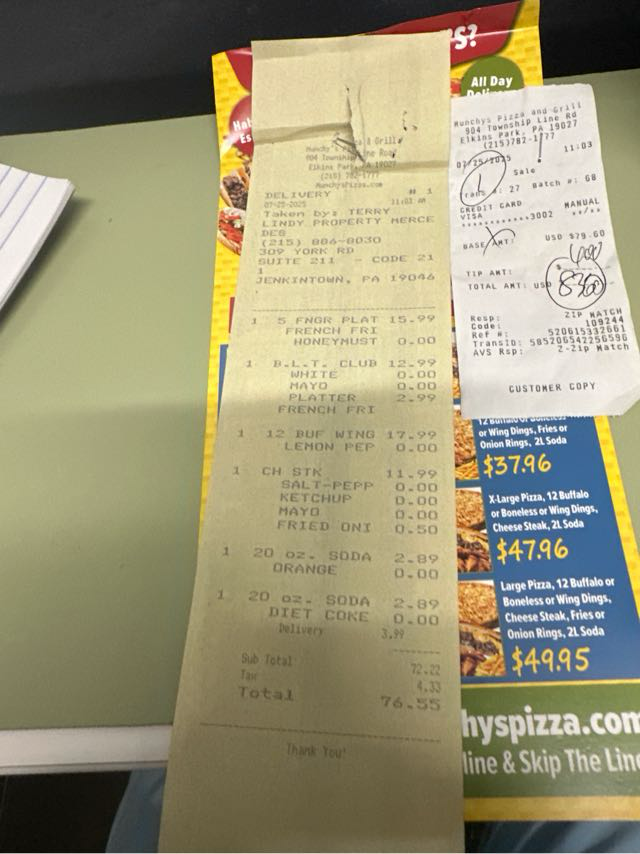 S?
All Day
Munchy's Pizza & Grill
904 Township Line Road
Elkins Park, PA 19027
(215) 782-1777
Munchyspizza.com
DELIVERY # 1
07-25-2025 11:03 AM
Taken by: TERRY
LINDY PROPERTY MERCE
DES
(215) 886-8030
309 YORK RD
SUITE 211 - CODE 21
1
JENKINTOWN, PA 19046
1 5 FNGR PLAT 15.99
FRENCH FRI
HONEYMUST 0.00
1 B.L.T. CLUB 12.99
WHITE 0.00
MAYO 0.00
PLATTER 2.99
FRENCH FRI
1 12 BUF WING 17.99
LEMON PEP 0.00
1 CH STK 11.99
SALT-PEPP 0.00
KETCHUP 0.00
MAYO 0.00
FRIED ONI 0.50
1 20 oz. SODA 2.89
ORANGE 0.00
1 20 oz. SODA 2.89
DIET COKE 0.00
Delivery 3.99
Sub Total 72.22
Tax 4.33
Total 76.55
Thank You!
Munchys Pizza and Grill
904 Township Line Rd
Elkins Park, PA 19027
(215)782-1777
07/25/2025 11:03
Sale
Trans #: 27 Batch #: 68
CREDIT CARD MANUAL
VISA
***********3002 **/**
BASE AMT: USD $79.60
TIP AMT:
TOTAL AMT: USD
Resp: ZIP MATCH
Code: 109244
Ref #: 520615332661
TransID: 585206542256596
AVS Rsp: Z-Zip Match
CUSTOMER COPY
12 Buffalo or Boneless
or Wing Dings, Fries or
Onion Rings, 2L Soda
$37.96
X-Large Pizza, 12 Buffalo
or Boneless or Wing Dings,
Cheese Steak, 2L Soda
$47.96
Large Pizza, 12 Buffalo or
Boneless or Wing Dings,
Cheese Steak, Fries or
Onion Rings, 2L Soda
$49.95
hyspizza.com
line & Skip The Line